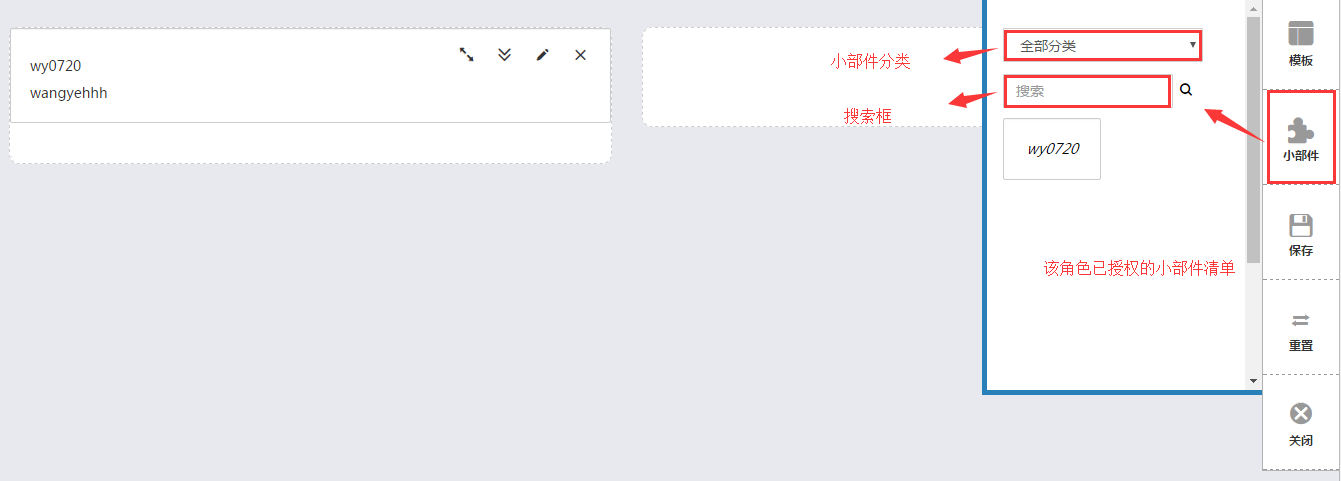 wy0720
wangyehhh
小部件分类
搜索框
全部分类
搜索
wy0720
该角色已授权的小部件清单
模板
小部件
保存
重置
关闭